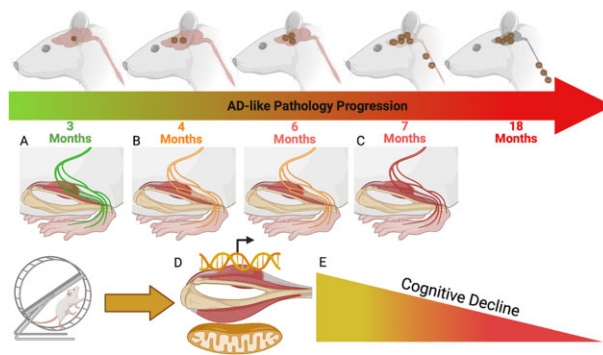 AD-like Pathology Progression
3
Months
4
Months
6
Months
7
Months
18
Months
A
B
C
D
E
Cognitive Decline